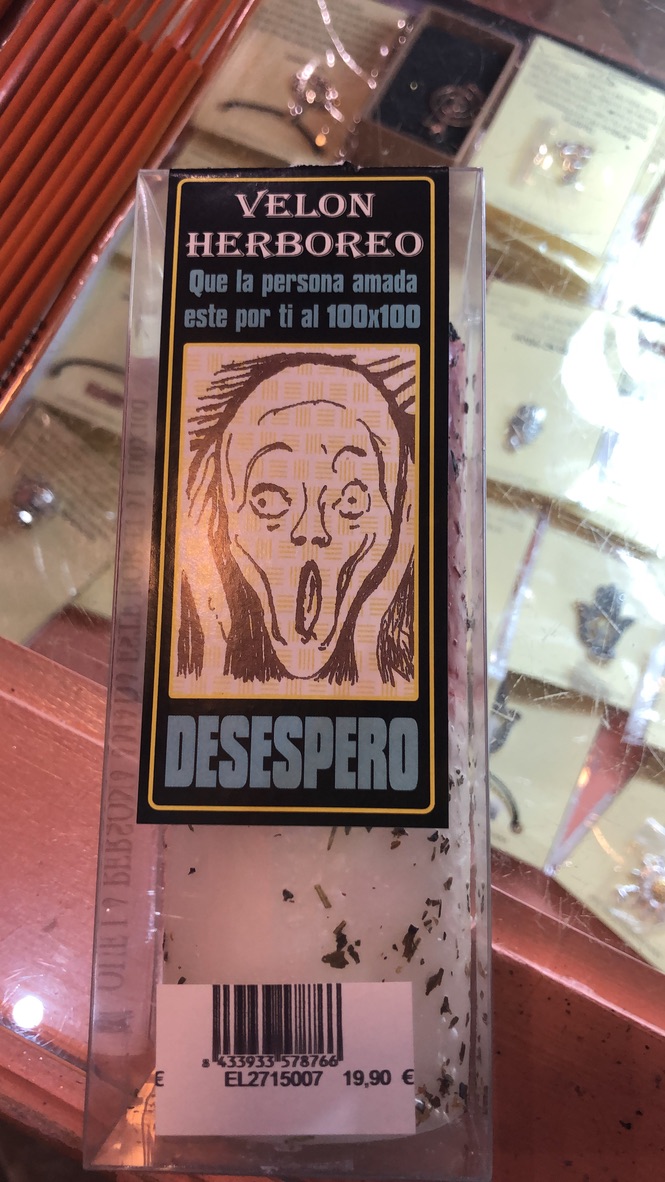 VELON
HERBOREO
Que la persona amada
este por ti al 100x100
DESESPERO
8 433933 578766
€ EL2715007 19,90 €